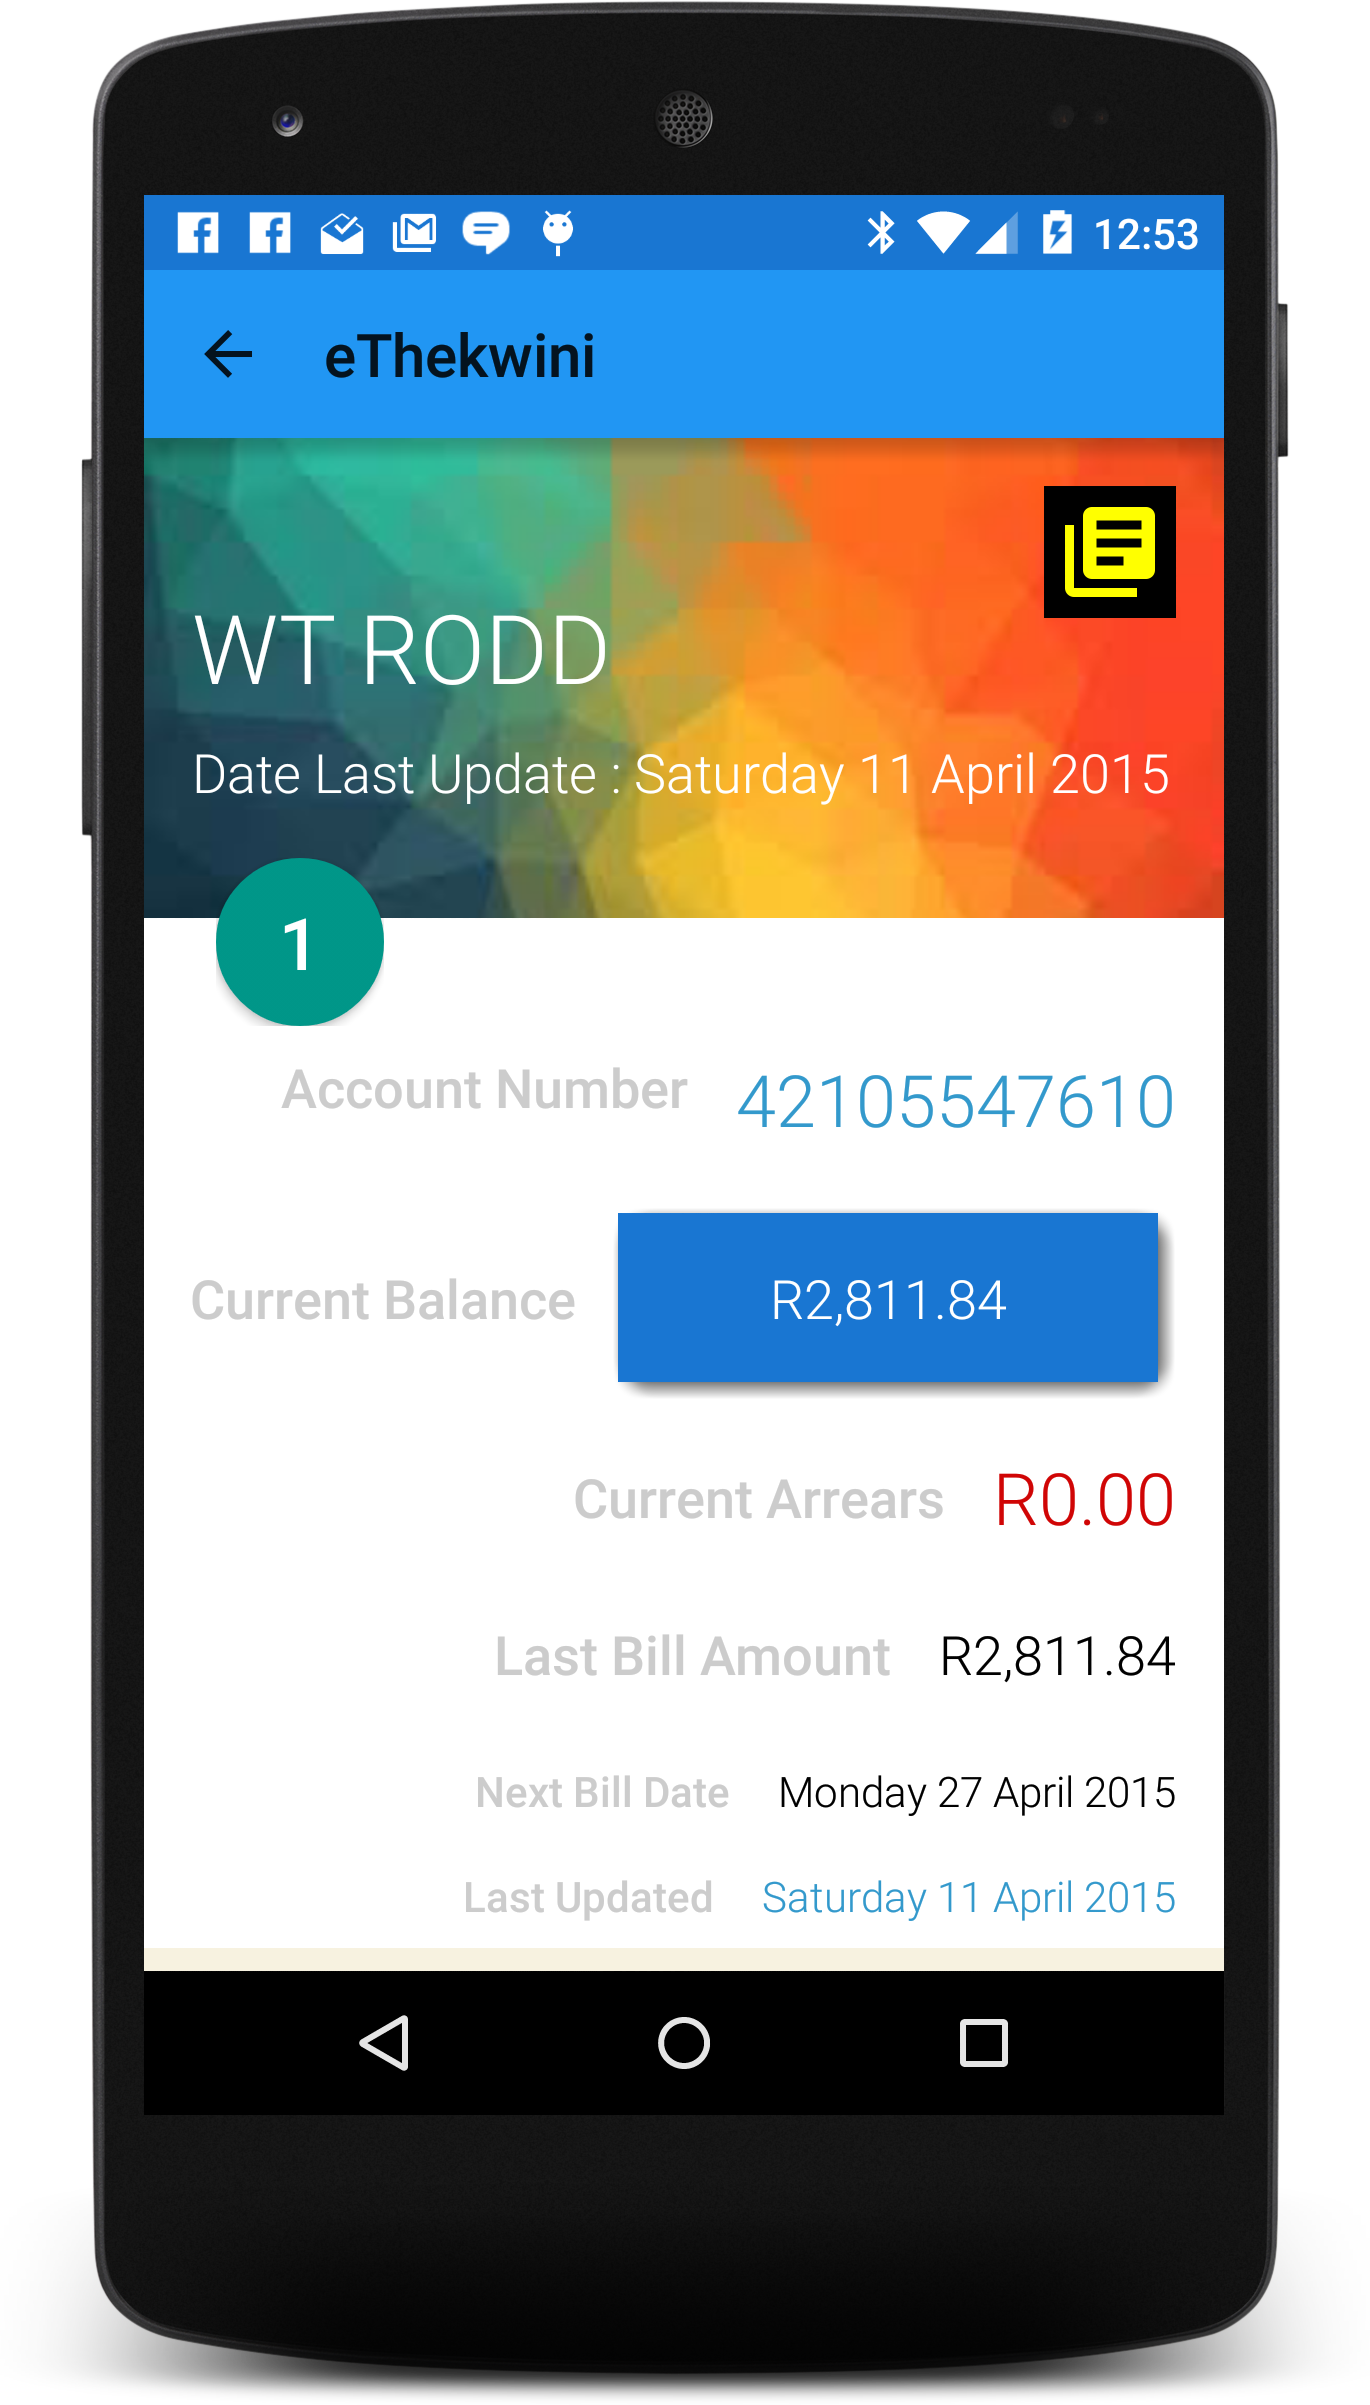 12:53
eThekwini
WT RODD
Date Last Update : Saturday 11 April 2015
1
Account Number 42105547610
Current Balance R2,811.84
Current Arrears R0.00
Last Bill Amount R2,811.84
Next Bill Date Monday 27 April 2015
Last Updated Saturday 11 April 2015